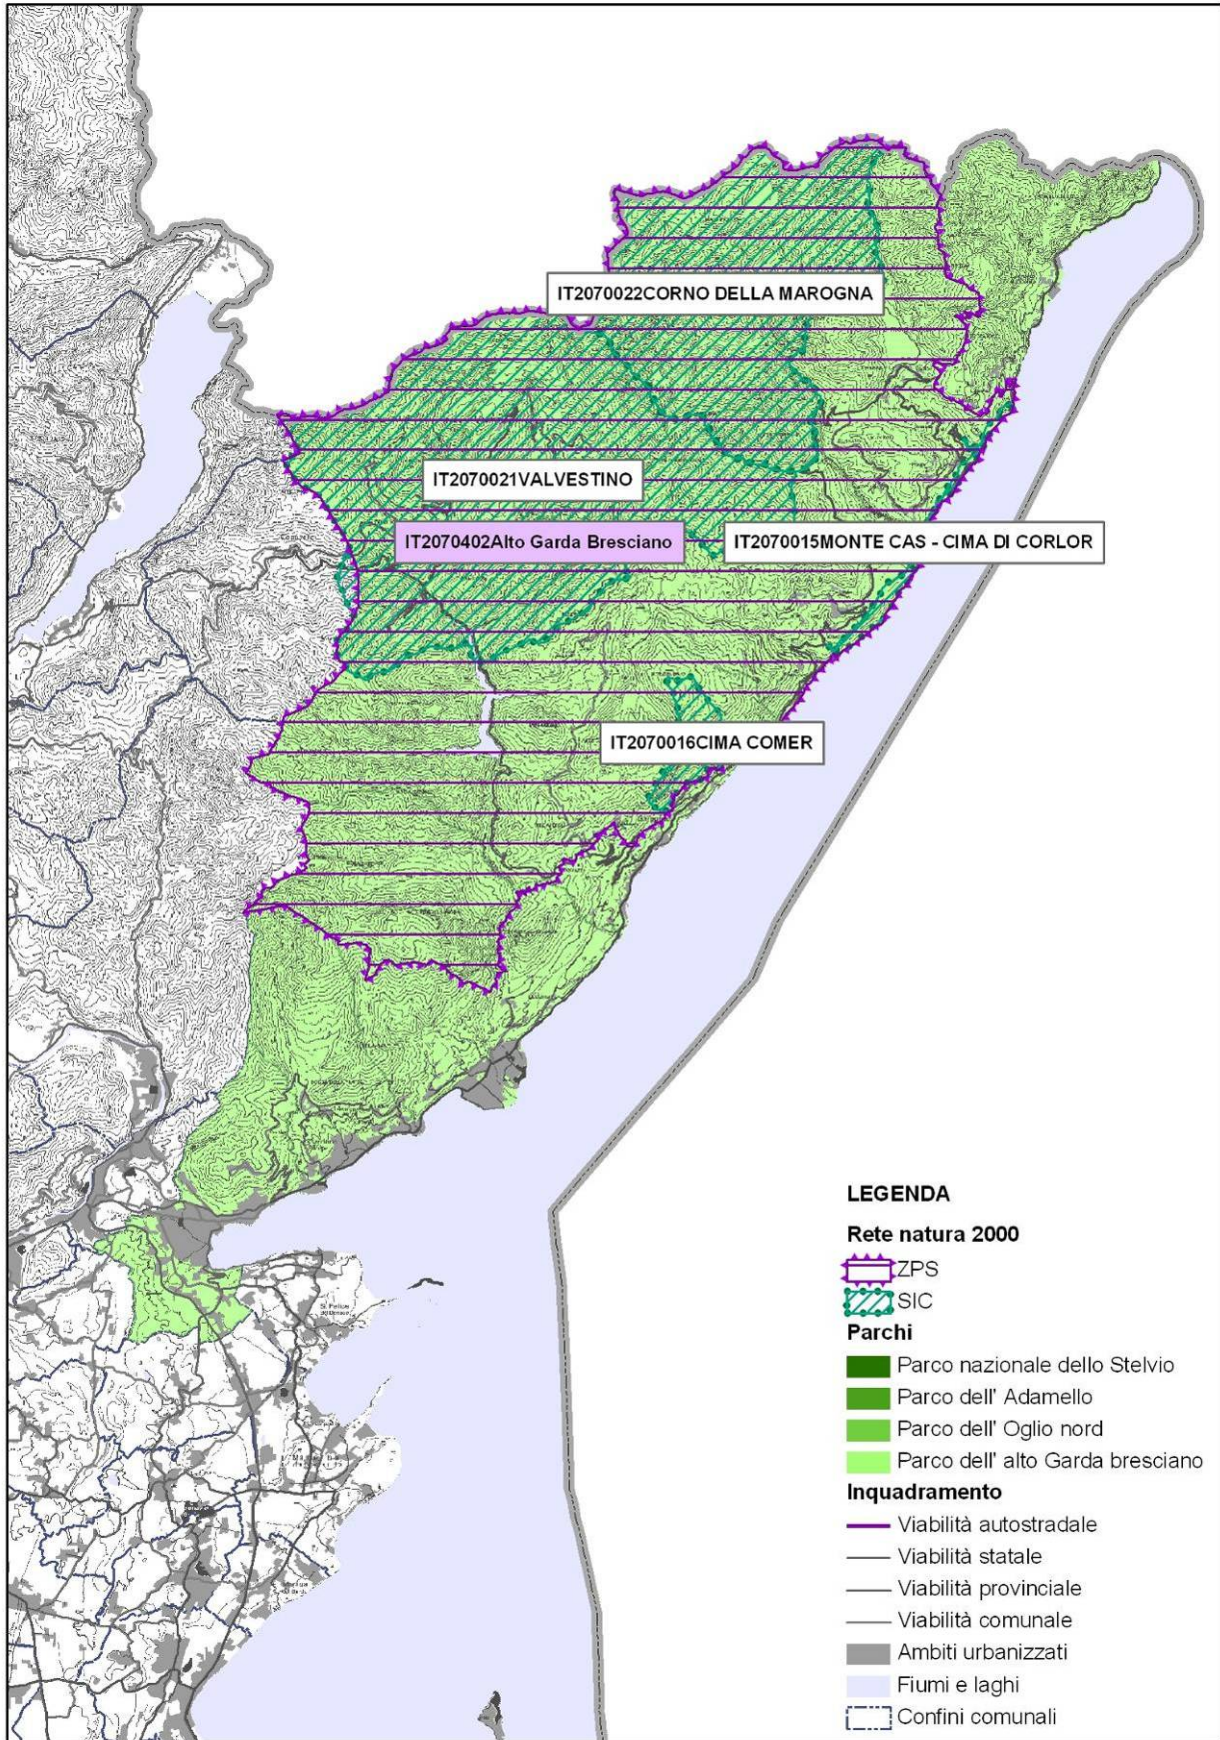 IT2070022CORNO DELLA MAROGNA
IT2070021VALVESTINO
IT2070402Alto Garda Bresciano
IT2070015MONTE CAS - CIMA DI CORLOR
IT2070016CIMA COMER
S. Felice
LEGENDA
Rete natura 2000
ZPS
SIC
Parchi
Parco nazionale dello Stelvio
Parco dell' Adamello
Parco dell' Oglio nord
Parco dell' alto Garda bresciano
Inquadramento
Viabilità autostradale
Viabilità statale
Viabilità provinciale
Viabilità comunale
Ambiti urbanizzati
Fiumi e laghi
Confini comunali